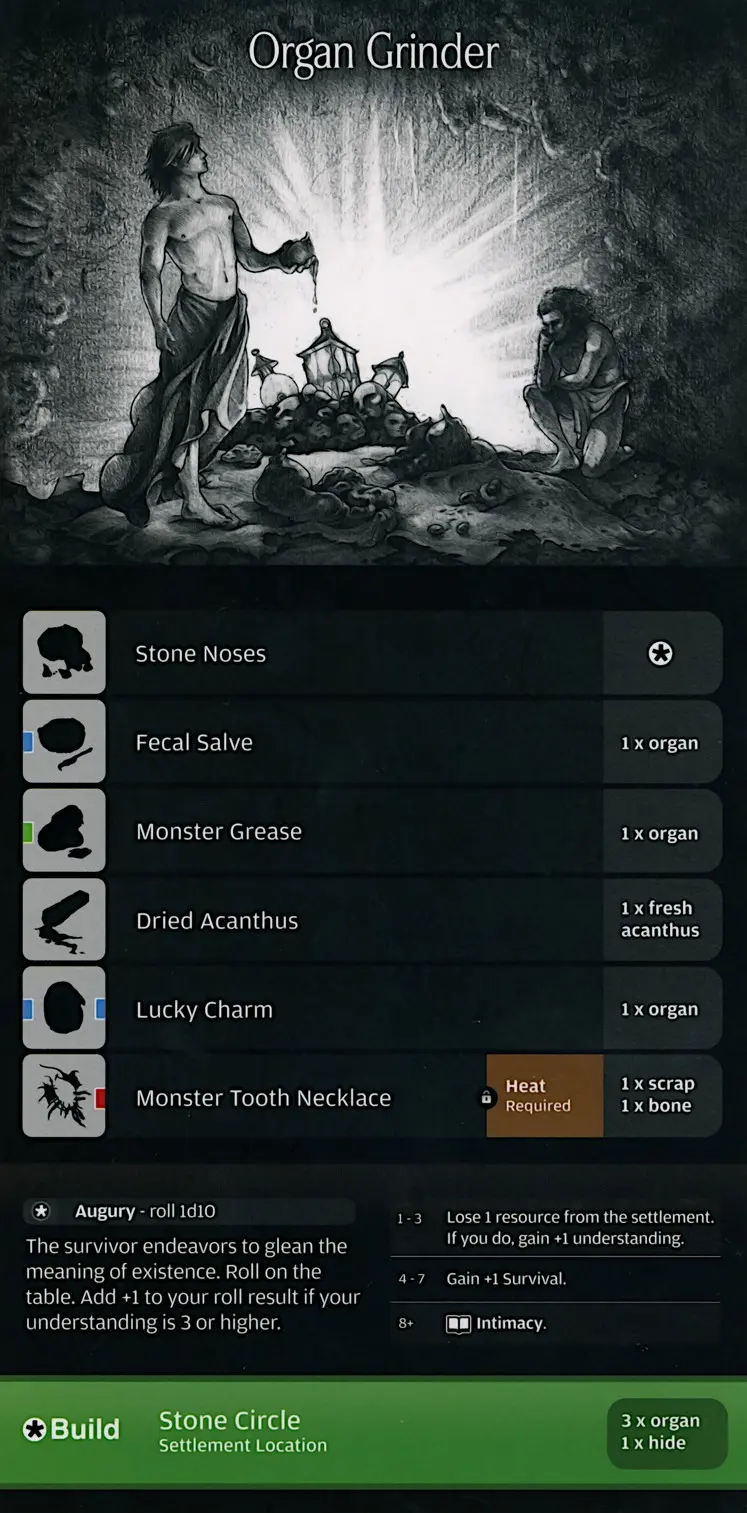 Organ Grinder
Stone Noses
Fecal Salve
1 x organ
Monster Grease
1 x organ
Dried Acanthus
1 x fresh
acanthus
Lucky Charm
1 x organ
Monster Tooth Necklace
Heat
Required
1 x scrap
1 x bone
Augury - roll 1d10
The survivor endeavors to glean the
meaning of existence. Roll on the
table. Add +1 to your roll result if your
understanding is 3 or higher.
1 - 3 Lose 1 resource from the settlement.
If you do, gain +1 understanding.
4 - 7 Gain +1 Survival.
8+ Intimacy.
Build
Stone Circle
Settlement Location
3 x organ
1 x hide